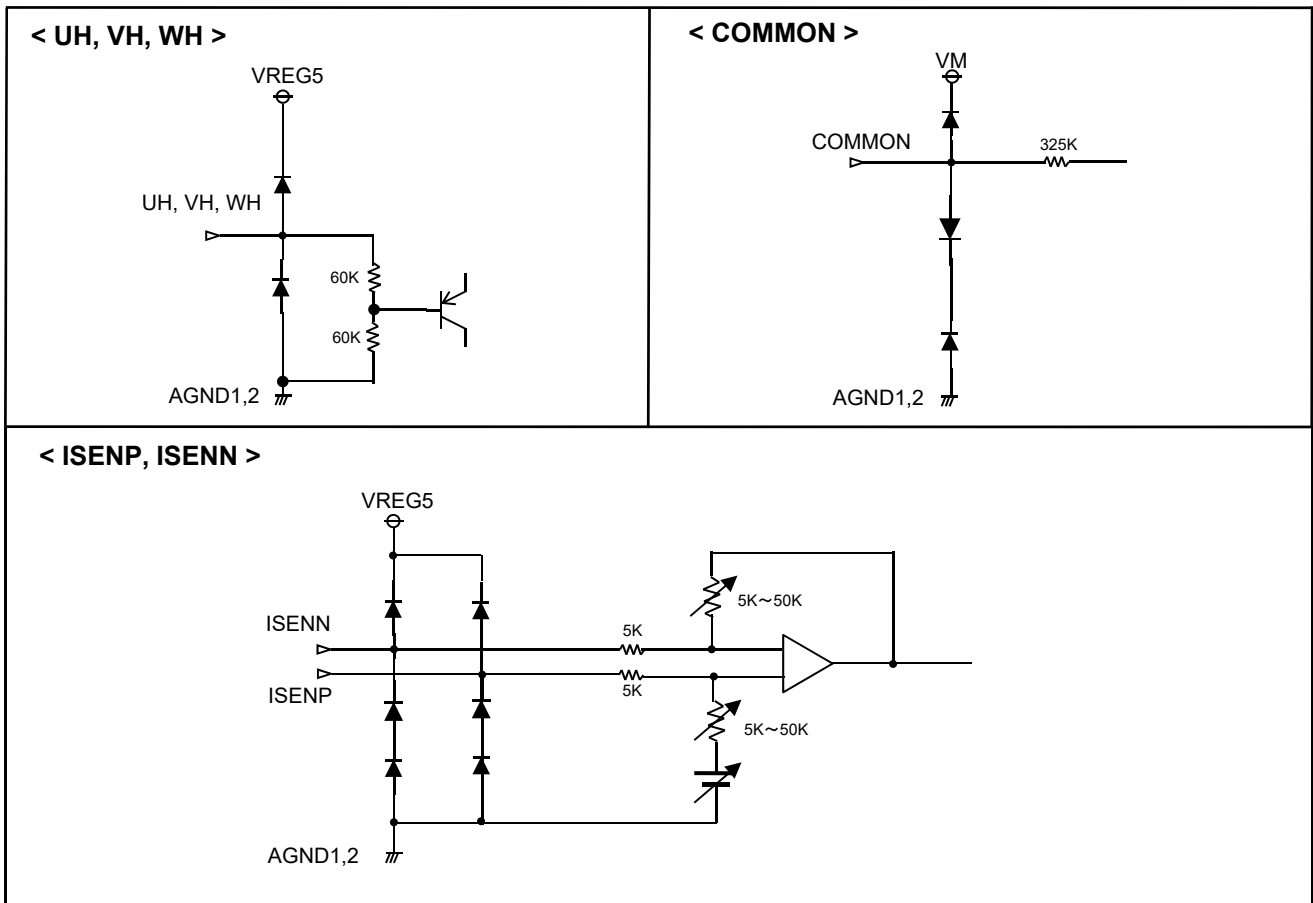 < UH, VH, WH >
VREG5
UH, VH, WH
60K
60K
AGND1,2
< COMMON >
VM
COMMON
325K
AGND1,2
< ISENP, ISENN >
VREG5
5K～50K
ISENN
5K
ISENP
5K
5K～50K
AGND1,2